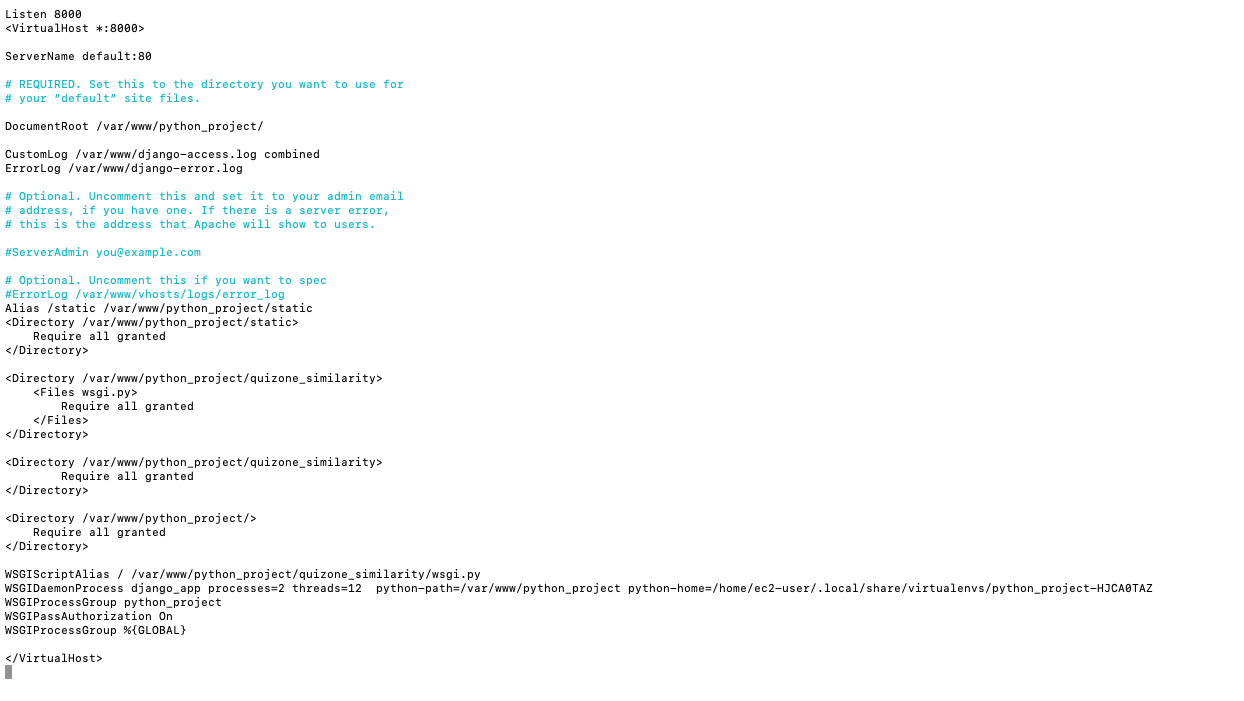 Listen 8000
<VirtualHost *:8000>
ServerName default:80
# REQUIRED. Set this to the directory you want to use for
# your “default” site files.
DocumentRoot /var/www/python_project/
CustomLog /var/www/django-access.log combined
ErrorLog /var/www/django-error.log
# Optional. Uncomment this and set it to your admin email
# address, if you have one. If there is a server error,
# this is the address that Apache will show to users.
#ServerAdmin you@example.com
# Optional. Uncomment this if you want to spec
#ErrorLog /var/www/vhosts/logs/error_log
Alias /static /var/www/python_project/static
<Directory /var/www/python_project/static>
    Require all granted
</Directory>
<Directory /var/www/python_project/quizone_similarity>
    <Files wsgi.py>
        Require all granted
    </Files>
</Directory>
<Directory /var/www/python_project/quizone_similarity>
        Require all granted
</Directory>
<Directory /var/www/python_project/>
    Require all granted
</Directory>
WSGIScriptAlias / /var/www/python_project/quizone_similarity/wsgi.py
WSGIDaemonProcess django_app processes=2 threads=12  python-path=/var/www/python_project python-home=/home/ec2-user/.local/share/virtualenvs/python_project-HJCA0TAZ
WSGIProcessGroup python_project
WSGIPassAuthorization On
WSGIProcessGroup %{GLOBAL}
</VirtualHost>